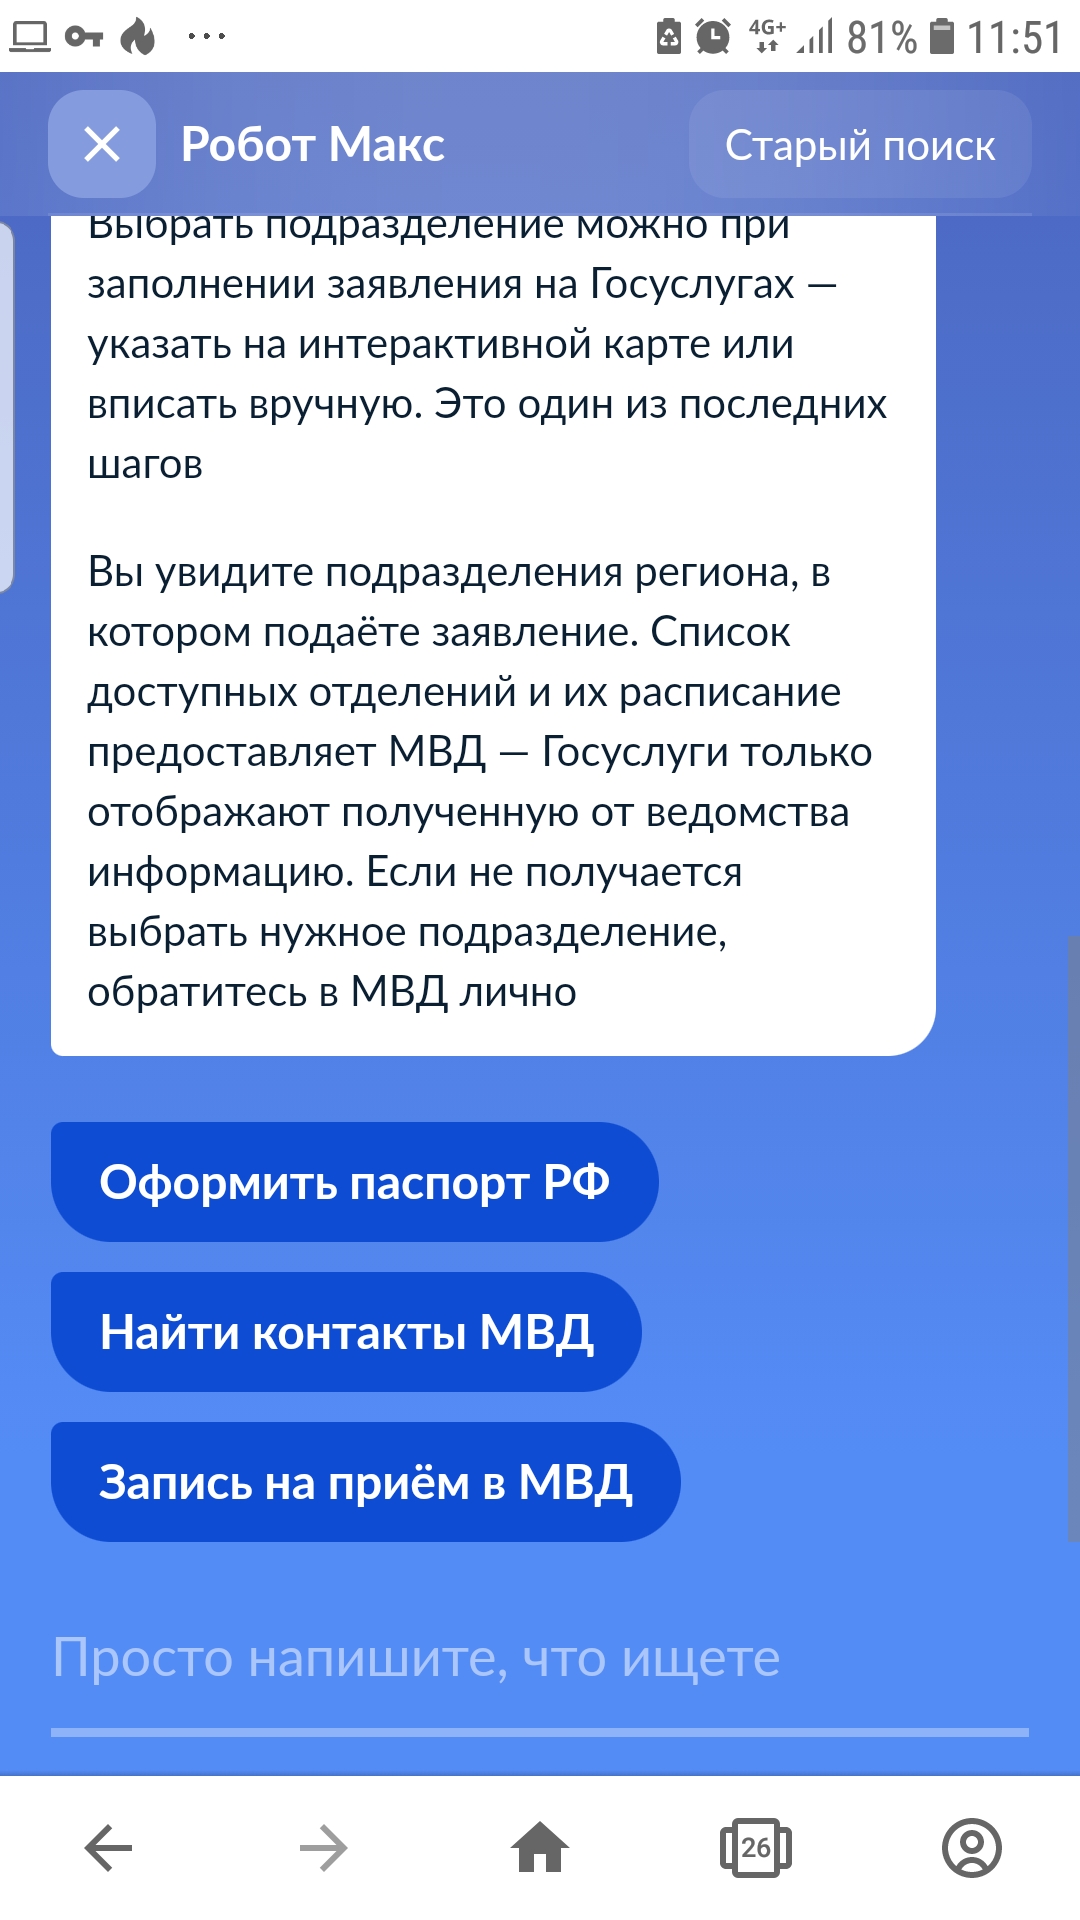 4G+ 81% 11:51
Робот Макс
Старый поиск
Выбрать подразделение можно при
заполнении заявления на Госуслугах —
указать на интерактивной карте или
вписать вручную. Это один из последних
шагов
Вы увидите подразделения региона, в
котором подаёте заявление. Список
доступных отделений и их расписание
предоставляет МВД — Госуслуги только
отображают полученную от ведомства
информацию. Если не получается
выбрать нужное подразделение,
обратитесь в МВД лично
Оформить паспорт РФ
Найти контакты МВД
Запись на приём в МВД
Просто напишите, что ищете
26